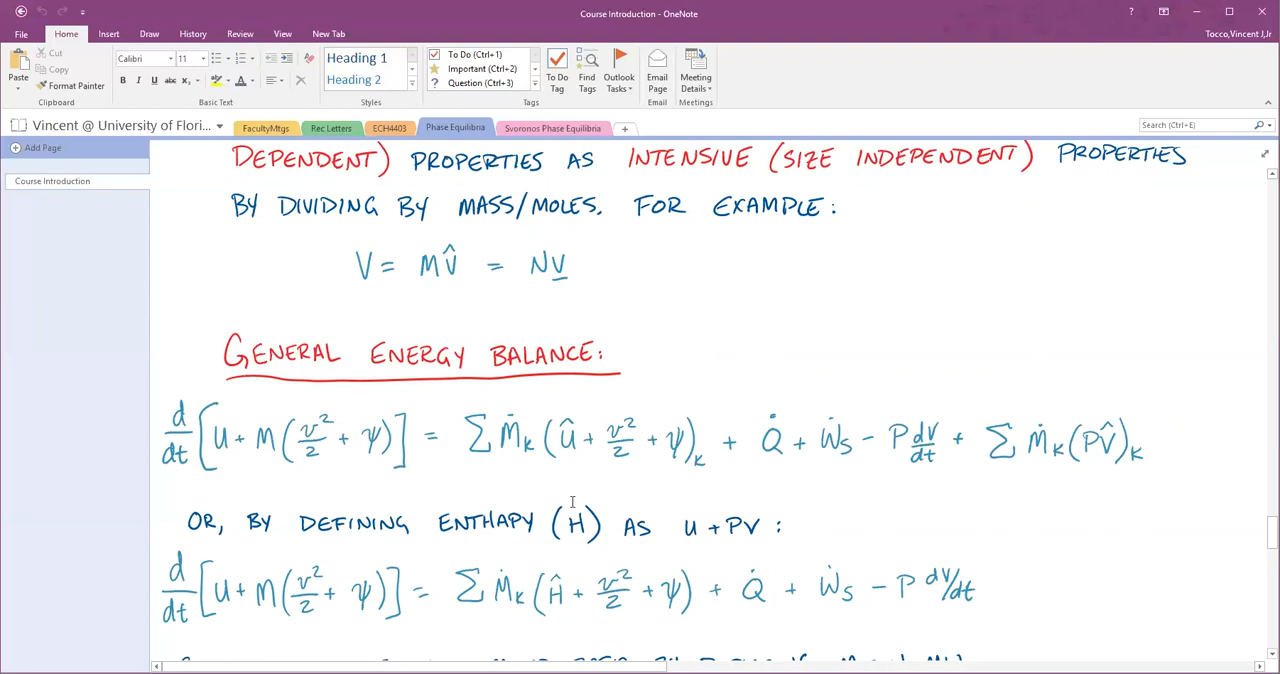 Course Introduction - OneNote
File Home Insert Draw History Review View New Tab
Tocco,Vincent J,Jr
Paste
Cut
Copy
Format Painter
Clipboard
Calibri 11
B I U abc X₂ A
Basic Text
Heading 1
Heading 2
Styles
To Do (Ctrl+1)
Important (Ctrl+2)
Question (Ctrl+3)
To Do Tag
Find Tags
Outlook Tasks
Tags
Email Page
Email
Meeting Details
Meetings
Vincent @ University of Flori...
FacultyMtgs Rec Letters ECH4403 Phase Equilibria Svoronos Phase Equilibria
Search (Ctrl+E)
Add Page
Course Introduction
DEPENDENT) PROPERTIES AS INTENSIVE (SIZE INDEPENDENT) PROPERTIES
BY DIVIDING BY MASS/MOLES. FOR EXAMPLE:
V = MV̂ = NV̲
GENERAL ENERGY BALANCE:
d/dt [U + M(v²/2 + ψ)] = Σ Ṁₖ (Û + v²/2 + ψ)ₖ + Q̇ + Ẇs − P dV/dt + Σ Ṁₖ(PV̂)ₖ
OR, BY DEFINING ENTHAPY (H) AS U + PV :
d/dt [U + M(v²/2 + ψ)] = Σ Ṁₖ (Ĥ + v²/2 + ψ) + Q̇ + Ẇs − P dV/dt